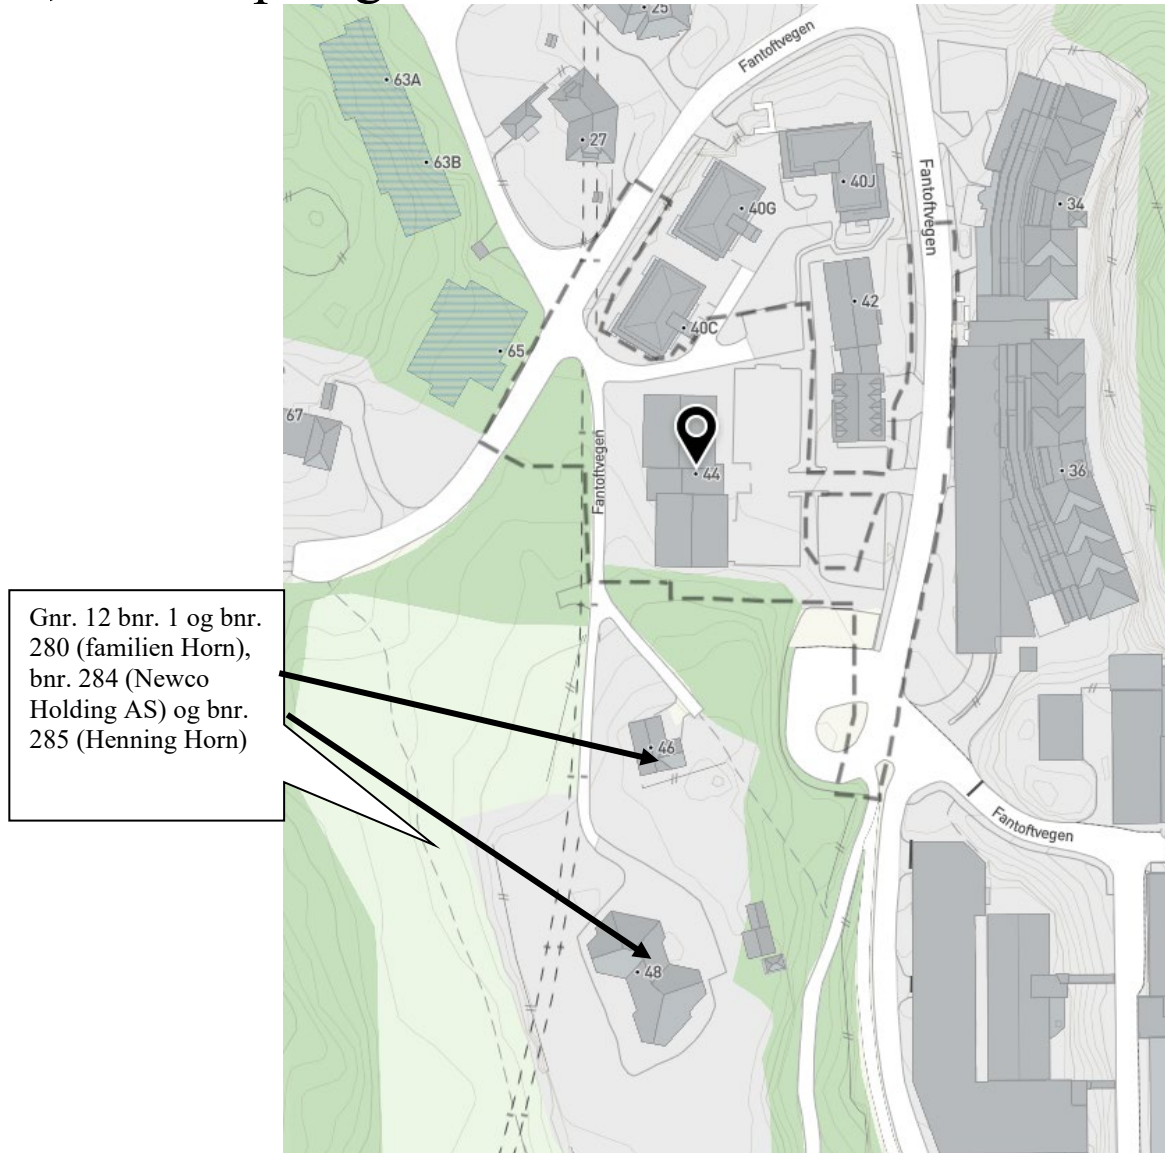 25
Fantoftvegen
63A
27
63B
40J
Fantoftvegen
40G
34
42
40C
65
67
Fantoftvegen
44
36
Gnr. 12 bnr. 1 og bnr.
280 (familien Horn),
bnr. 284 (Newco
Holding AS) og bnr.
285 (Henning Horn)
46
Fantoftvegen
48